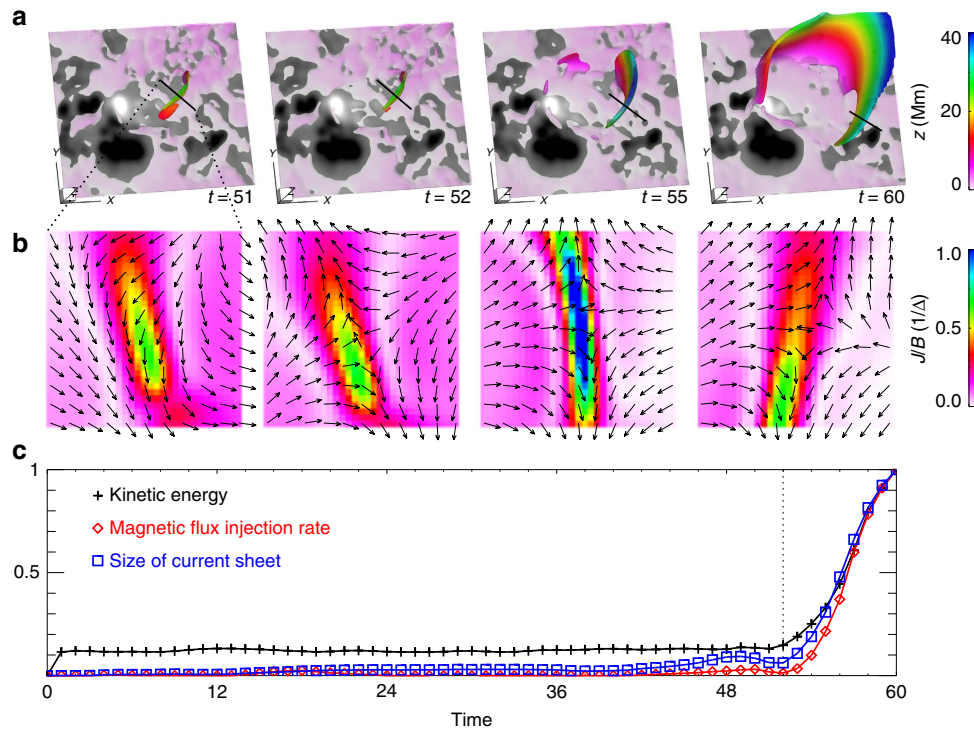 a
40
20
0
z (Mm)
Y
Z
X
t = 51
Y
Z
X
t = 52
Y
Z
X
t = 55
Y
Z
X
t = 60
b
1.0
0.5
0.0
J/B (1/Δ)
c
1
0.5
Kinetic energy
Magnetic flux injection rate
Size of current sheet
0
12
24
36
48
60
Time